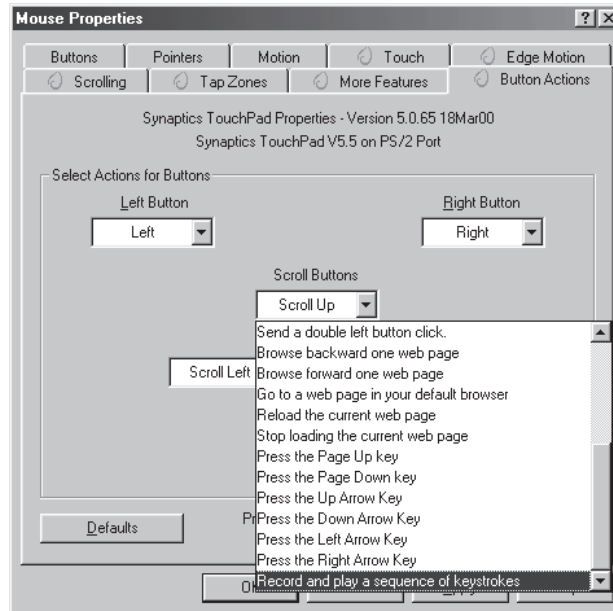 Mouse Properties
Buttons Pointers Motion Touch Edge Motion
Scrolling Tap Zones More Features Button Actions
Synaptics TouchPad Properties - Version 5.0.65 18Mar00
Synaptics TouchPad V5.5 on PS/2 Port
Select Actions for Buttons
Left Button Right Button
Left Right
Scroll Buttons
Scroll Up
Send a double left button click.
Browse backward one web page
Scroll Left Browse forward one web page
Go to a web page in your default browser
Reload the current web page
Stop loading the current web page
Press the Page Up key
Press the Page Down key
Press the Up Arrow Key
Defaults Press the Down Arrow Key
Press the Left Arrow Key
Press the Right Arrow Key
Record and play a sequence of keystrokes